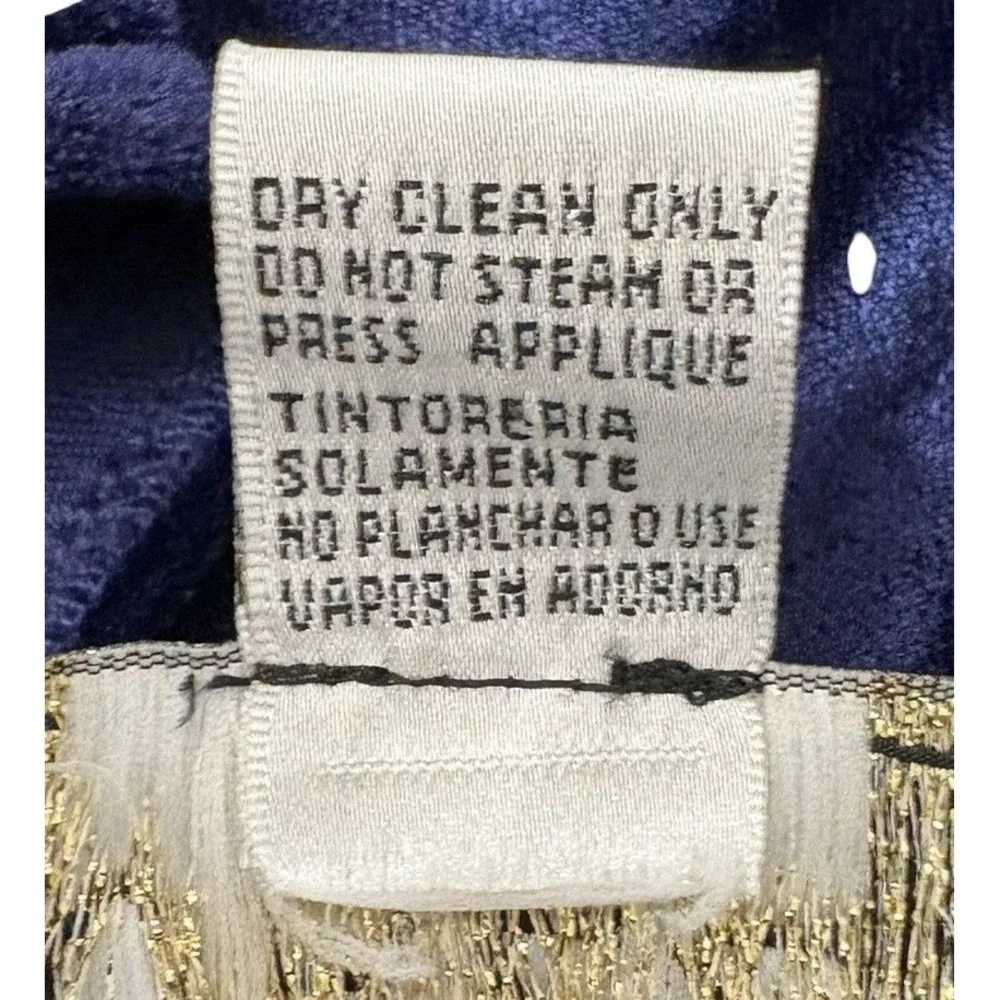 DRY CLEAN ONLY
DO NOT STEAM OR
PRESS APPLIQUE
TINTORERIA
SOLAMENTE
NO PLANCHAR O USE
VAPOR EN ADORNO